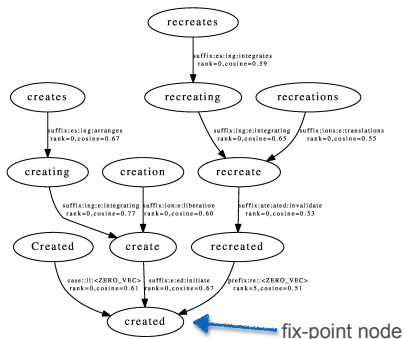 recreates
suffix:es:ing:integrates
rank=0,cosine=0.59
creates
recreating
recreations
suffix:es:ing:arranges
rank=0,cosine=0.67
suffix:ing:e:integrating
rank=0,cosine=0.65
suffix:ions:e:translations
rank=0,cosine=0.55
creating
creation
recreate
suffix:ing:e:integrating
rank=0,cosine=0.77
suffix:ion:e:liberation
rank=0,cosine=0.60
suffix:ate:ated:invalidate
rank=0,cosine=0.53
Created
create
recreated
case::ll:<ZERO_VEC>
rank=0,cosine=0.61
suffix:e:ed:initiate
rank=0,cosine=0.67
prefix:re::<ZERO_VEC>
rank=5,cosine=0.51
created
fix-point node